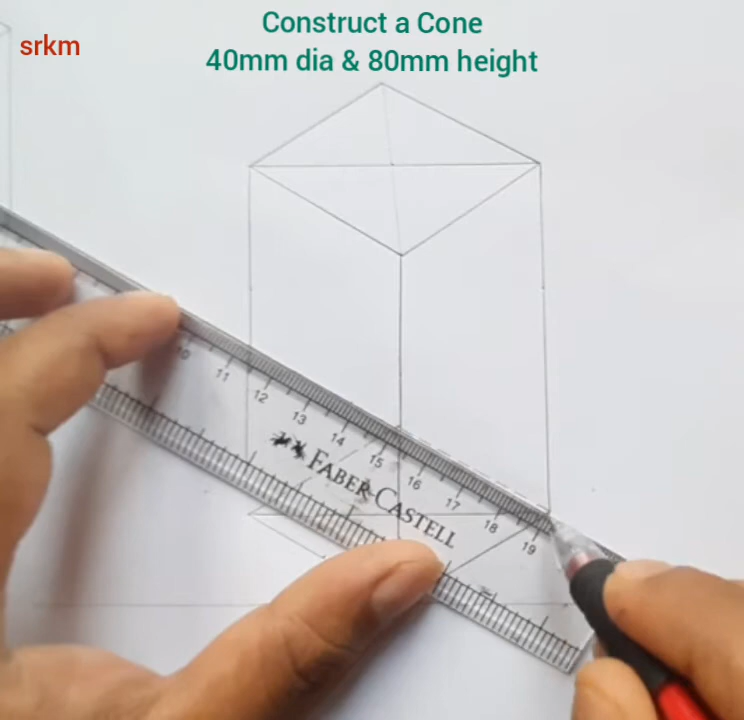 Construct a Cone
srkm
40mm dia & 80mm height
10
11
12
13
14
15
16
17
18
19
FABER-CASTELL